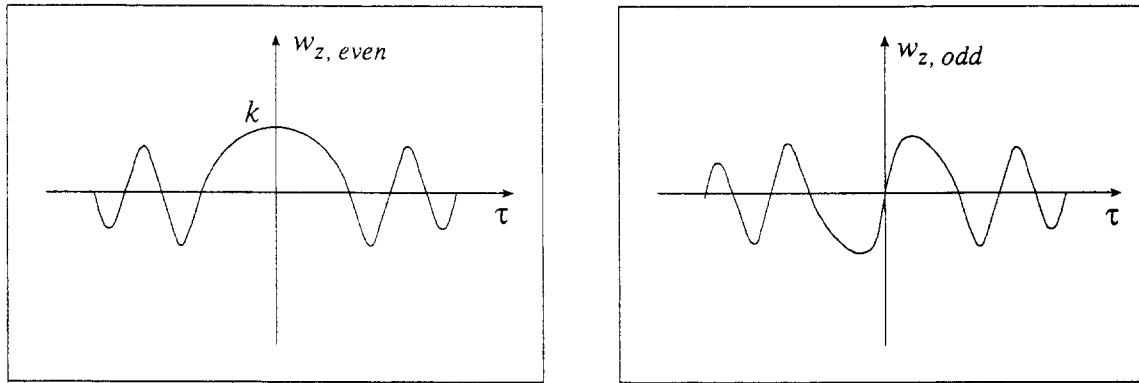 w_{z, even}
k
τ
w_{z, odd}
τ